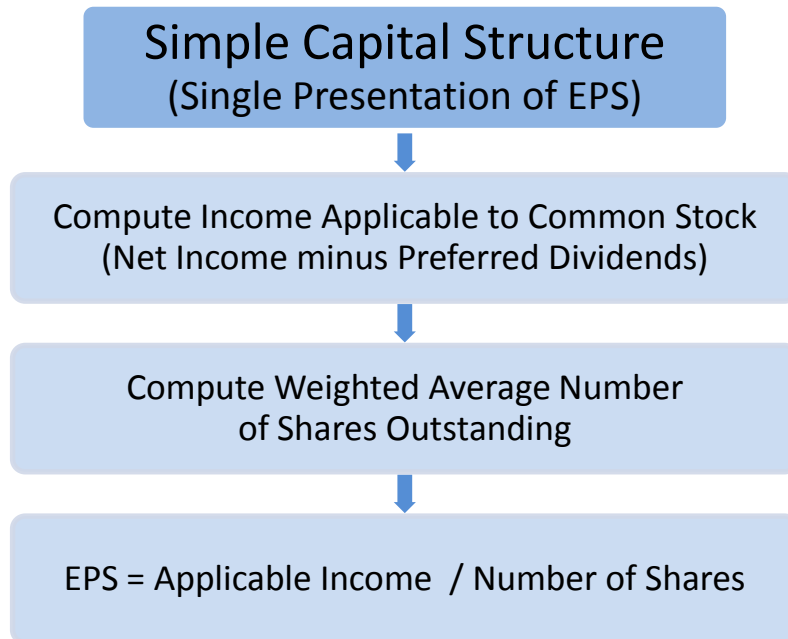 Simple Capital Structure
(Single Presentation of EPS)
Compute Income Applicable to Common Stock
(Net Income minus Preferred Dividends)
Compute Weighted Average Number
of Shares Outstanding
EPS = Applicable Income / Number of Shares